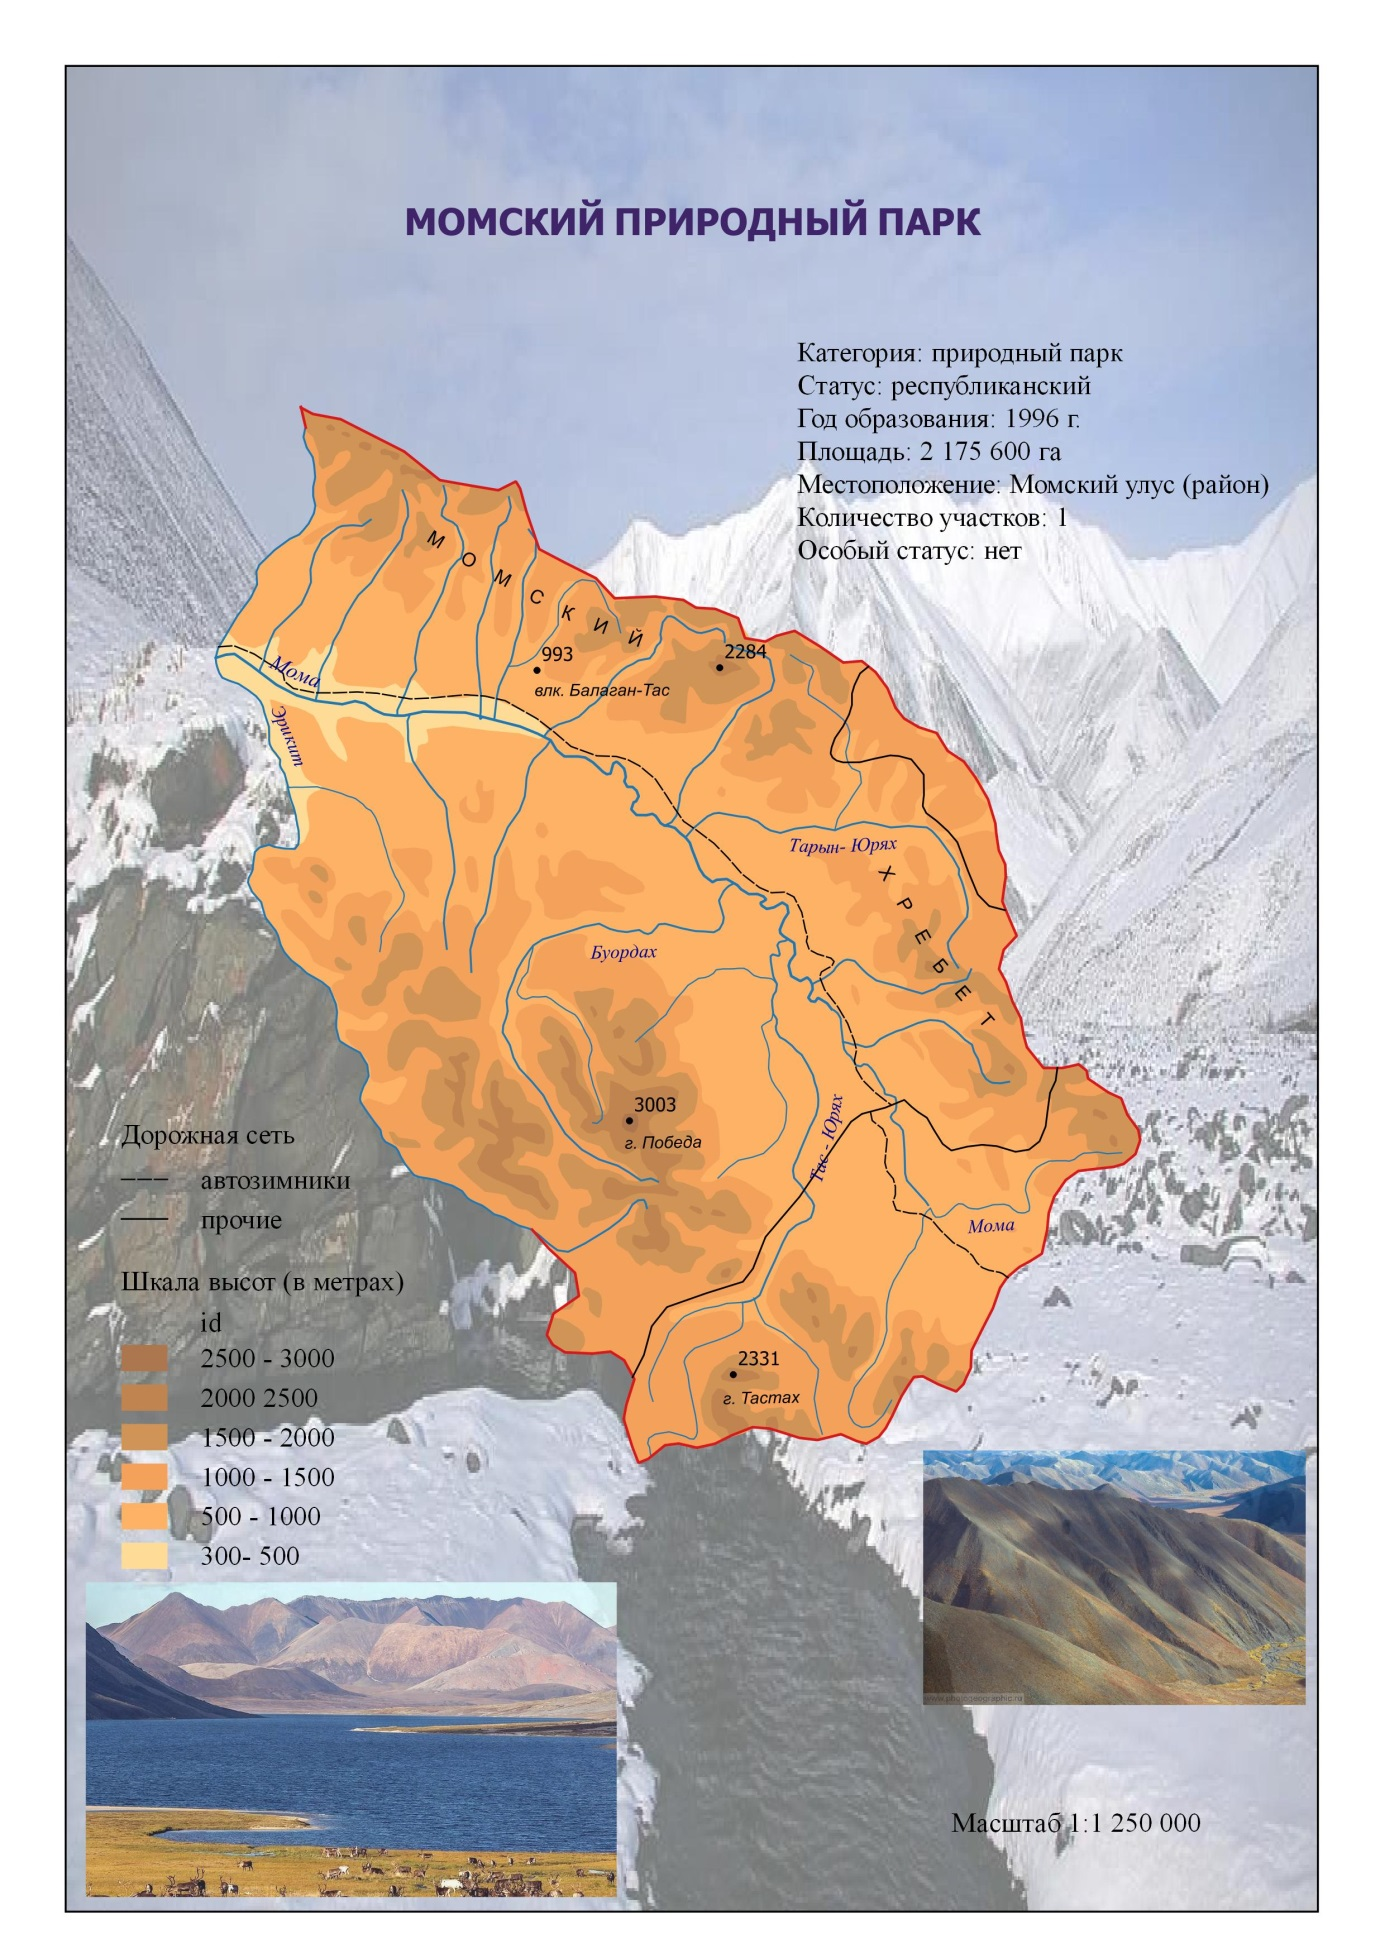 МОМСКИЙ ПРИРОДНЫЙ ПАРК
Категория: природный парк
Статус: республиканский
Год образования: 1996 г.
Площадь: 2 175 600 га
Местоположение: Момский улус (район)
Количество участков: 1
Особый статус: нет
МОМСКИЙ
993
влк. Балаган-Тас
2284
Мома
Эрикит
Тарын- Юрях
ХРЕБЕТ
Буордах
3003
г. Победа
Тас - Юрях
Мома
2331
г. Тастах
Дорожная сеть
автозимники
прочие
Шкала высот (в метрах)
id
2500 - 3000
2000 2500
1500 - 2000
1000 - 1500
500 - 1000
300- 500
Масштаб 1:1 250 000